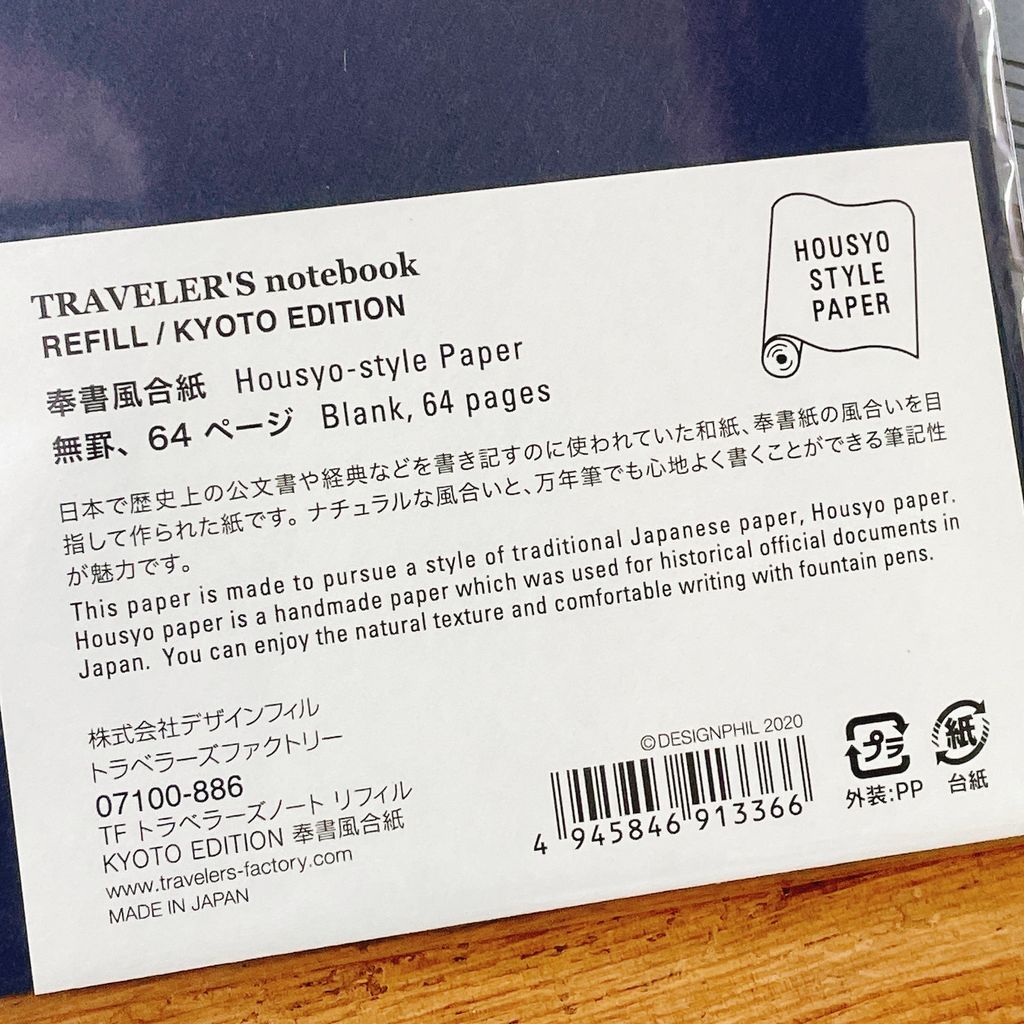 TRAVELER'S notebook
REFILL / KYOTO EDITION
奉書風合紙 Housyo-style Paper
無罫、64 ページ Blank, 64 pages
HOUSYO
STYLE
PAPER
日本で歴史上の公文書や経典などを書き記すのに使われていた和紙、奉書紙の風合いを目
指して作られた紙です。ナチュラルな風合いと、万年筆でも心地よく書くことができる筆記性
が魅力です。
This paper is made to pursue a style of traditional Japanese paper, Housyo paper.
Housyo paper is a handmade paper which was used for historical official documents in
Japan. You can enjoy the natural texture and comfortable writing with fountain pens.
株式会社デザインフィル
トラベラーズファクトリー
07100-886
TF トラベラーズノート リフィル
KYOTO EDITION 奉書風合紙
www.travelers-factory.com
MADE IN JAPAN
©DESIGNPHIL 2020
4 945846 913366
プラ
外装:PP
紙
台紙